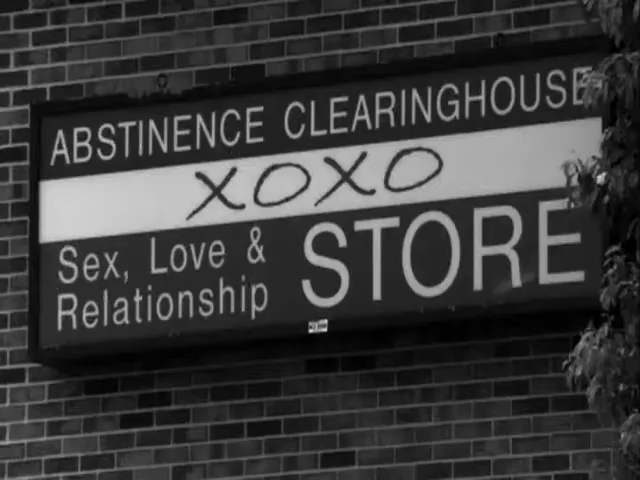 ABSTINENCE CLEARINGHOUSE
XOXO
Sex, Love &
Relationship STORE